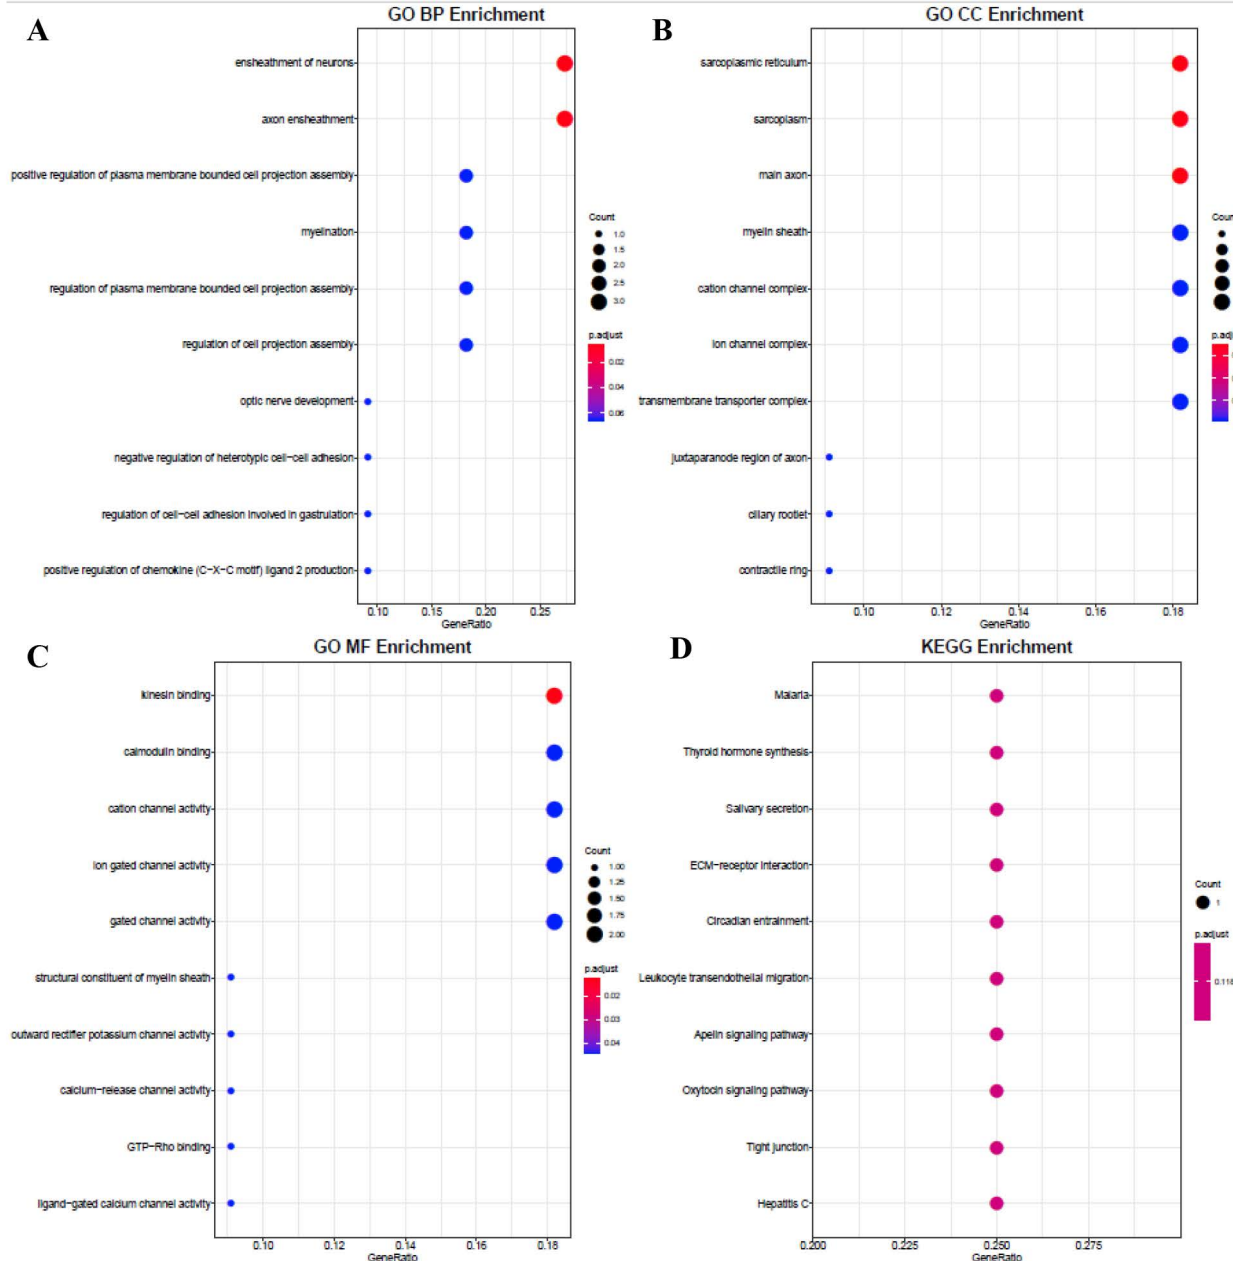 A
GO BP Enrichment
ensheathment of neurons
axon ensheathment
positive regulation of plasma membrane bounded cell projection assembly
myelination
regulation of plasma membrane bounded cell projection assembly
regulation of cell projection assembly
optic nerve development
negative regulation of heterotypic cell−cell adhesion
regulation of cell−cell adhesion involved in gastrulation
positive regulation of chemokine (C−X−C motif) ligand 2 production
0.10 0.15 0.20 0.25
GeneRatio
Count
1.0
1.5
2.0
2.5
3.0
p.adjust
0.02
0.04
0.06
B
GO CC Enrichment
sarcoplasmic reticulum
sarcoplasm
main axon
myelin sheath
cation channel complex
ion channel complex
transmembrane transporter complex
juxtaparanode region of axon
ciliary rootlet
contractile ring
0.10 0.12 0.14 0.16 0.18
GeneRatio
Coun
p.adj
C
GO MF Enrichment
kinesin binding
calmodulin binding
cation channel activity
ion gated channel activity
gated channel activity
structural constituent of myelin sheath
outward rectifier potassium channel activity
calcium−release channel activity
GTP−Rho binding
ligand−gated calcium channel activity
0.10 0.12 0.14 0.16 0.18
GeneRatio
Count
1.00
1.25
1.50
1.75
2.00
p.adjust
0.02
0.03
0.04
D
KEGG Enrichment
Malaria
Thyroid hormone synthesis
Salivary secretion
ECM−receptor interaction
Circadian entrainment
Leukocyte transendothelial migration
Apelin signaling pathway
Oxytocin signaling pathway
Tight junction
Hepatitis C
0.200 0.225 0.250 0.275
GeneRatio
Count
1
p.adjust